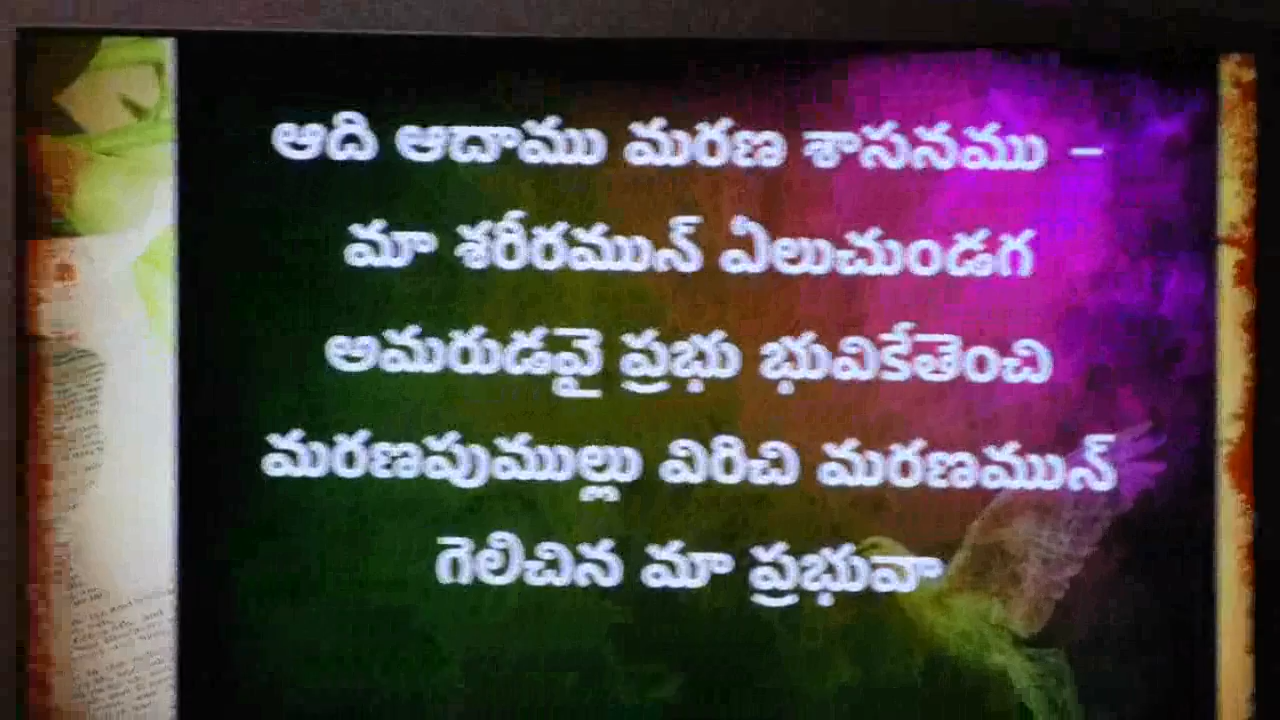 ఆది ఆదాము మరణ శాసనము –
మా శరీరమున్ ఏలుచుండగ
అమరుడవై ప్రభు భువికేతెంచి
మరణపుముల్లు విరిచి మరణమున్
గెలిచిన మా ప్రభువా